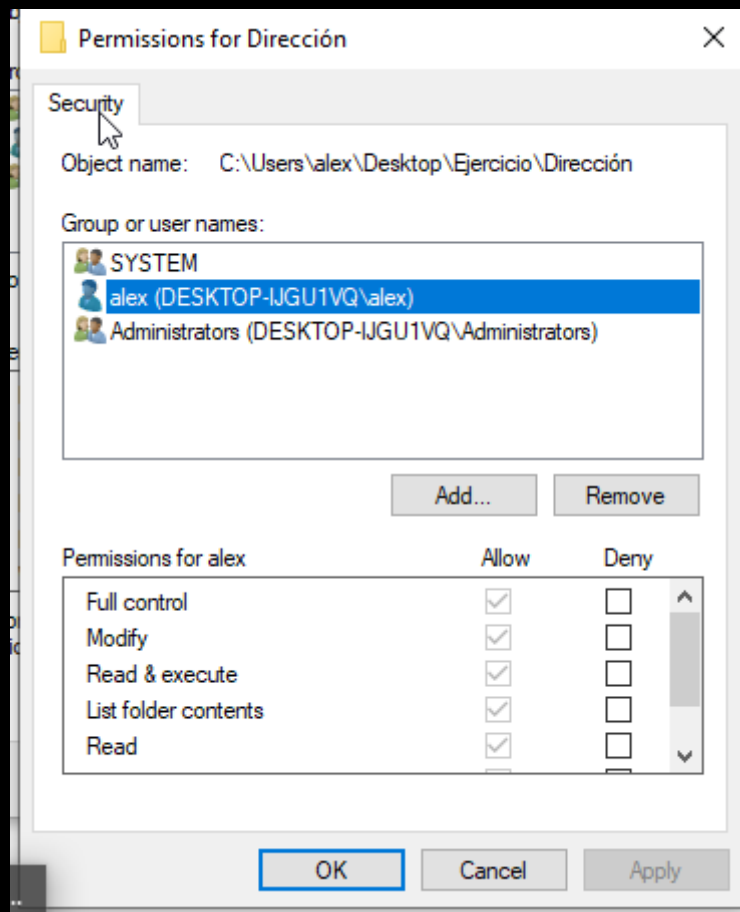 Permissions for Dirección
Security
Object name: C:\Users\alex\Desktop\Ejercicio\Dirección
Group or user names:
SYSTEM
alex (DESKTOP-IJGU1VQ\alex)
Administrators (DESKTOP-IJGU1VQ\Administrators)
Add... Remove
Permissions for alex Allow Deny
Full control
Modify
Read & execute
List folder contents
Read
OK Cancel Apply